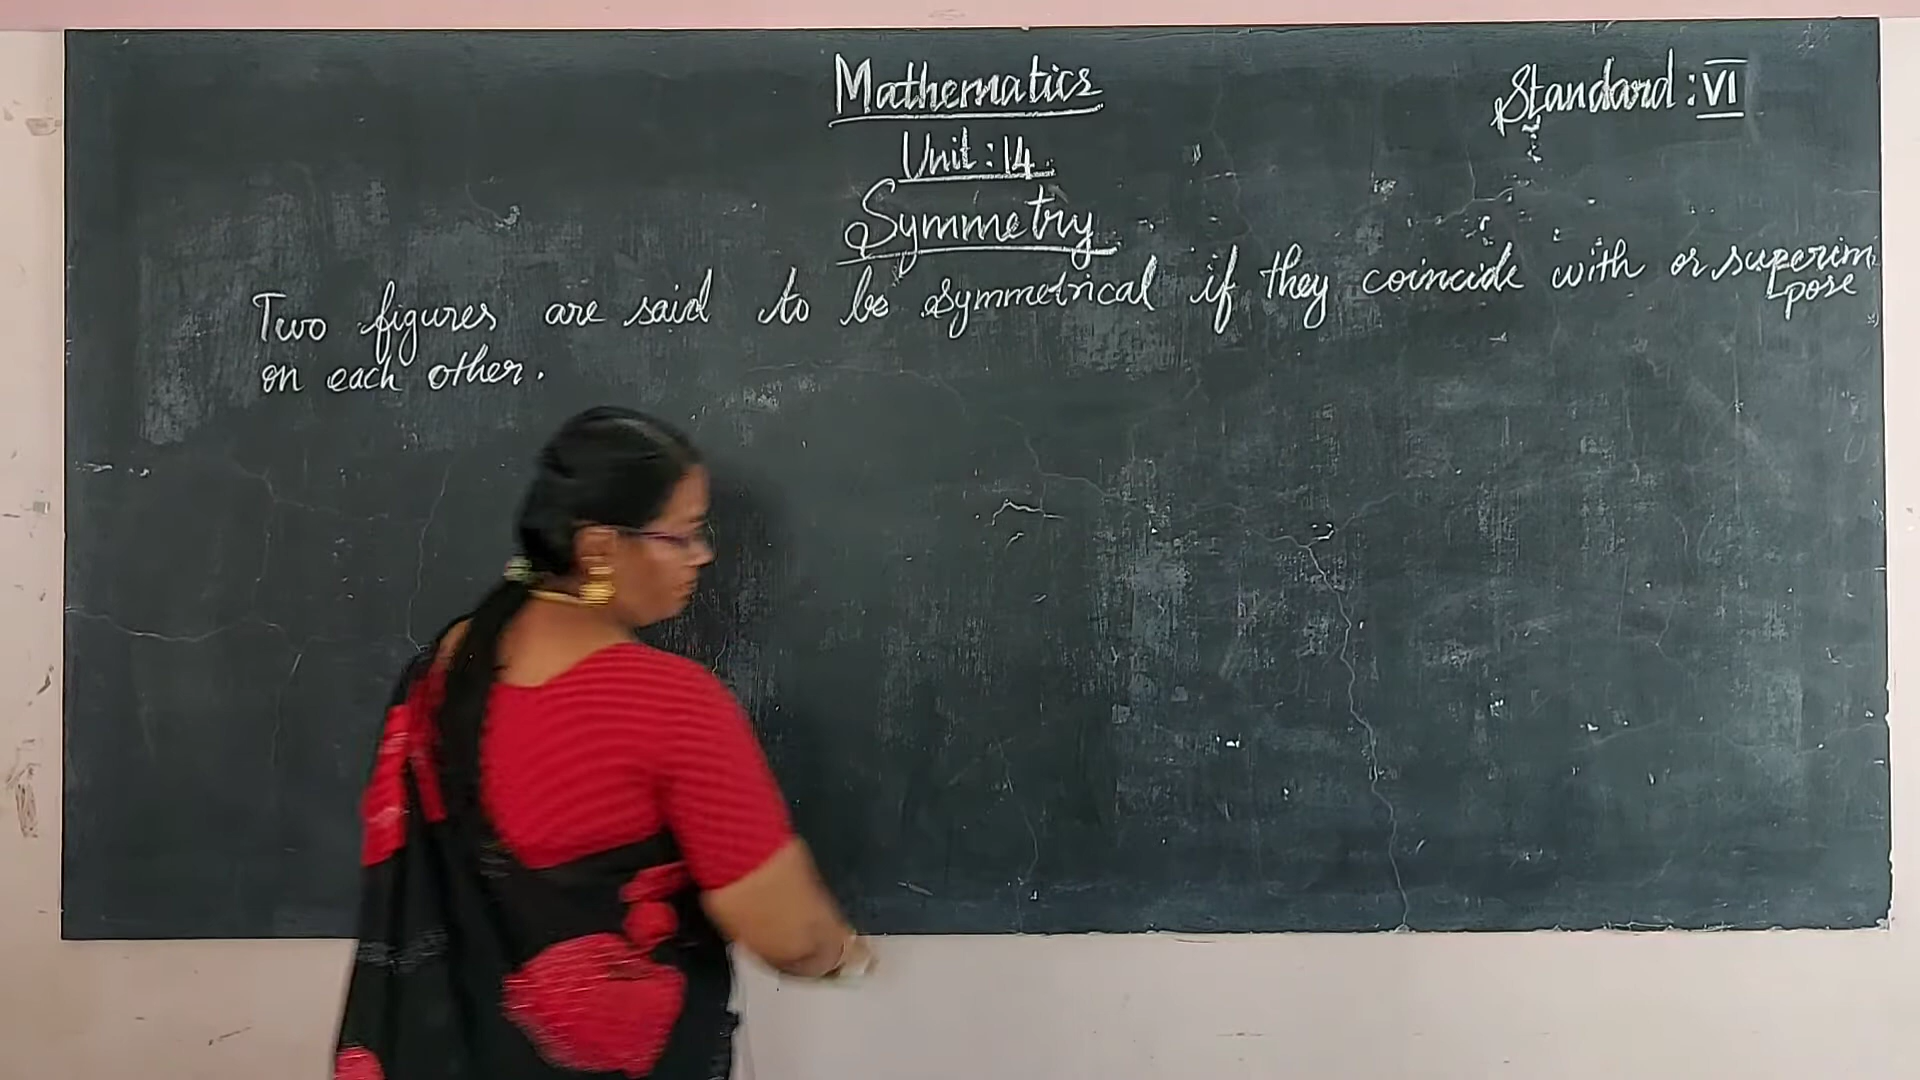 Mathematics
Standard : VI
Unit : 14
Symmetry
Two figures are said to be symmetrical if they coincide with or superim
pose
on each other.